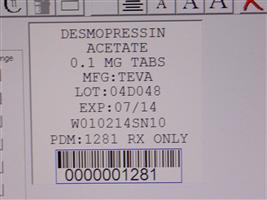 A A A
nge
DESMOPRESSIN
ACETATE
0.1 MG TABS
MFG:TEVA
LOT:04D048
EXP:07/14
W010214SN10
PDM:1281 RX ONLY
0000001281